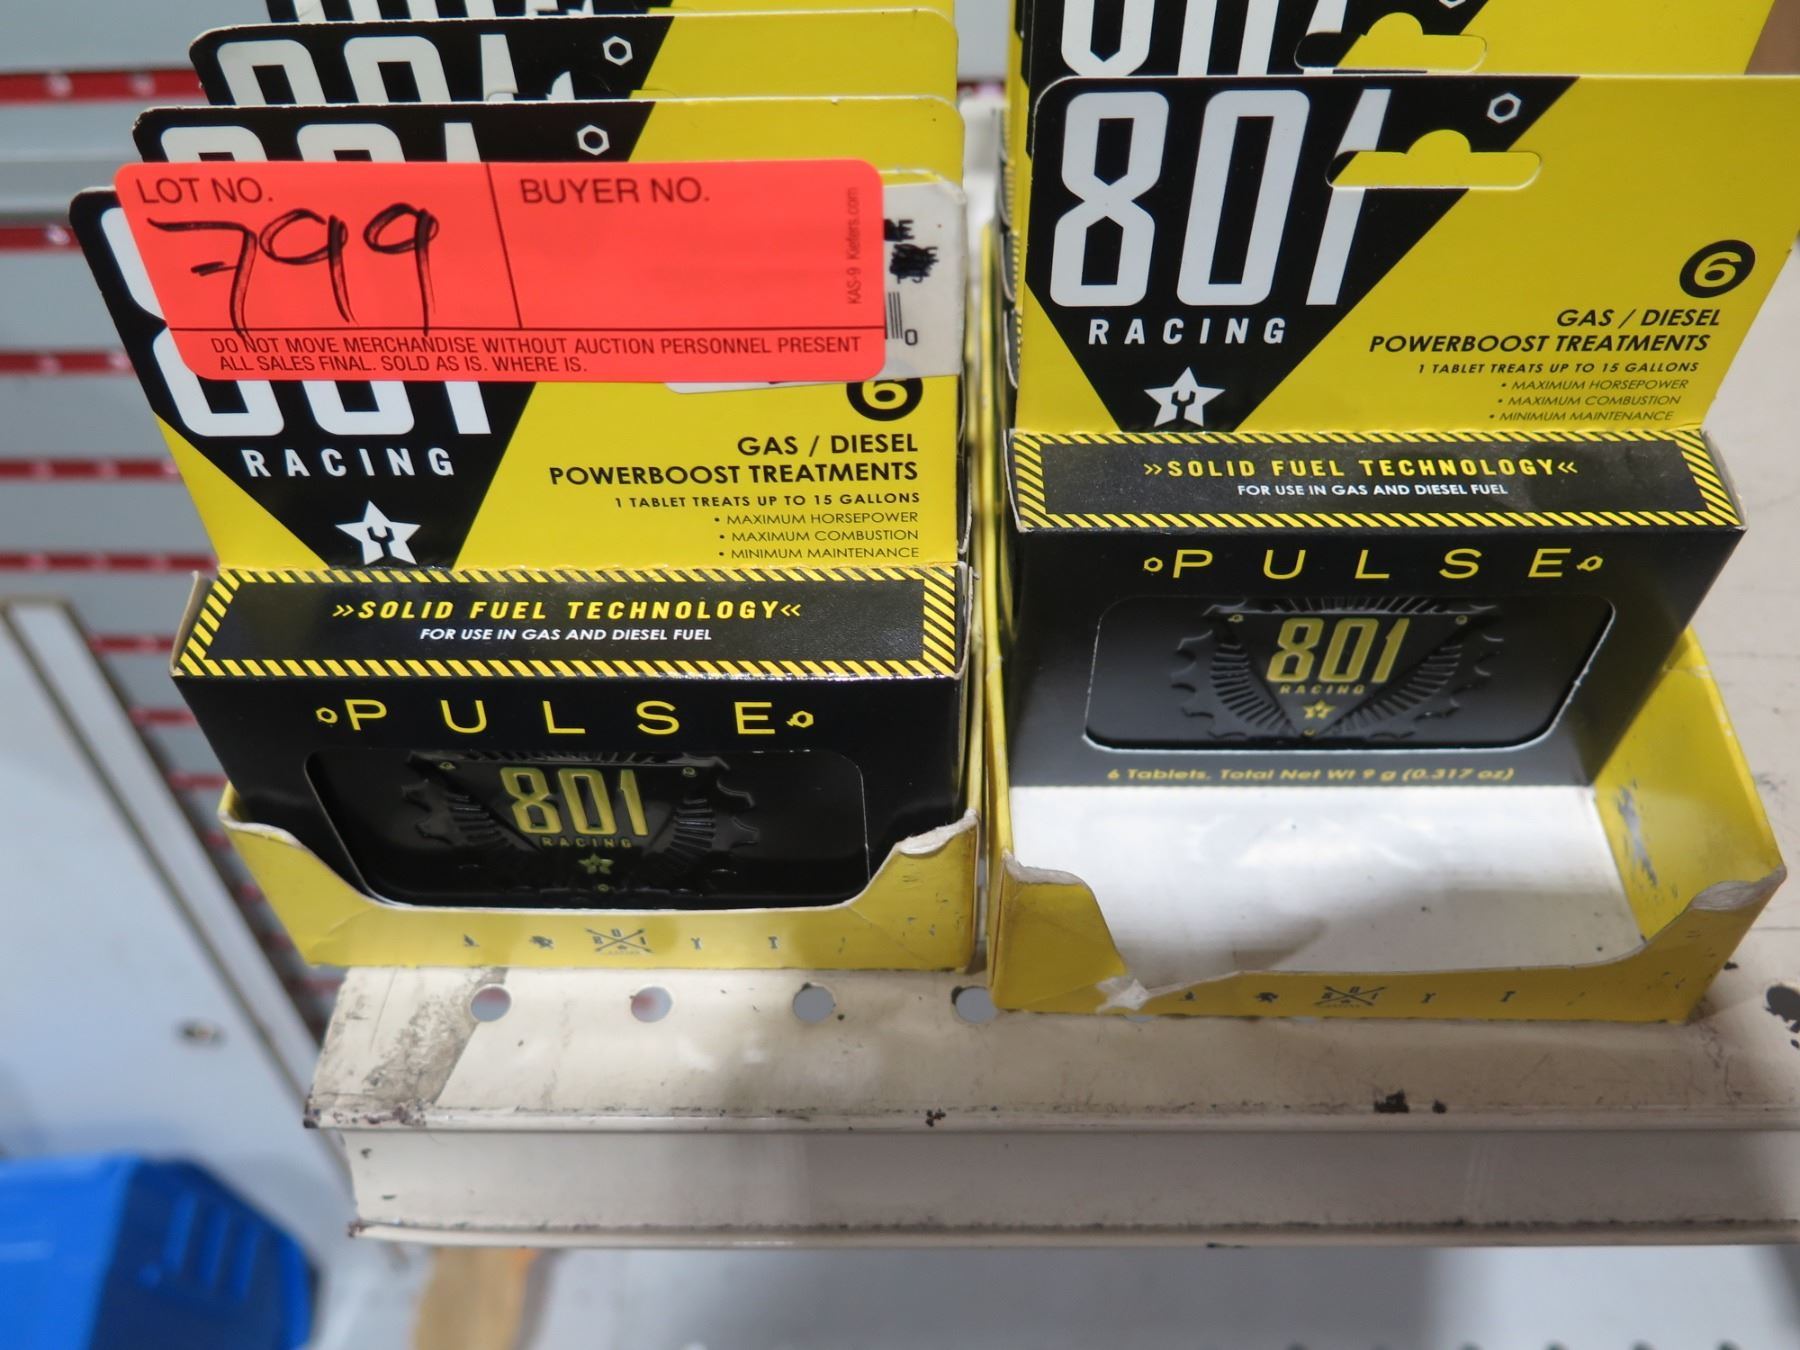 LOT NO.
799
BUYER NO.
KAS-9 Kiefers.com
DO NOT MOVE MERCHANDISE WITHOUT AUCTION PERSONNEL PRESENT
ALL SALES FINAL. SOLD AS IS. WHERE IS.
0
RACING
6
GAS / DIESEL
POWERBOOST TREATMENTS
1 TABLET TREATS UP TO 15 GALLONS
• MAXIMUM HORSEPOWER
• MAXIMUM COMBUSTION
• MINIMUM MAINTENANCE
»SOLID FUEL TECHNOLOGY«
FOR USE IN GAS AND DIESEL FUEL
PULSE
801
RACING
801
801
RACING
6
GAS / DIESEL
POWERBOOST TREATMENTS
1 TABLET TREATS UP TO 15 GALLONS
• MAXIMUM HORSEPOWER
• MAXIMUM COMBUSTION
• MINIMUM MAINTENANCE
»SOLID FUEL TECHNOLOGY«
FOR USE IN GAS AND DIESEL FUEL
PULSE
801
RACING
6 Tablets. Total Net Wt 9 g (0.317 oz)
801